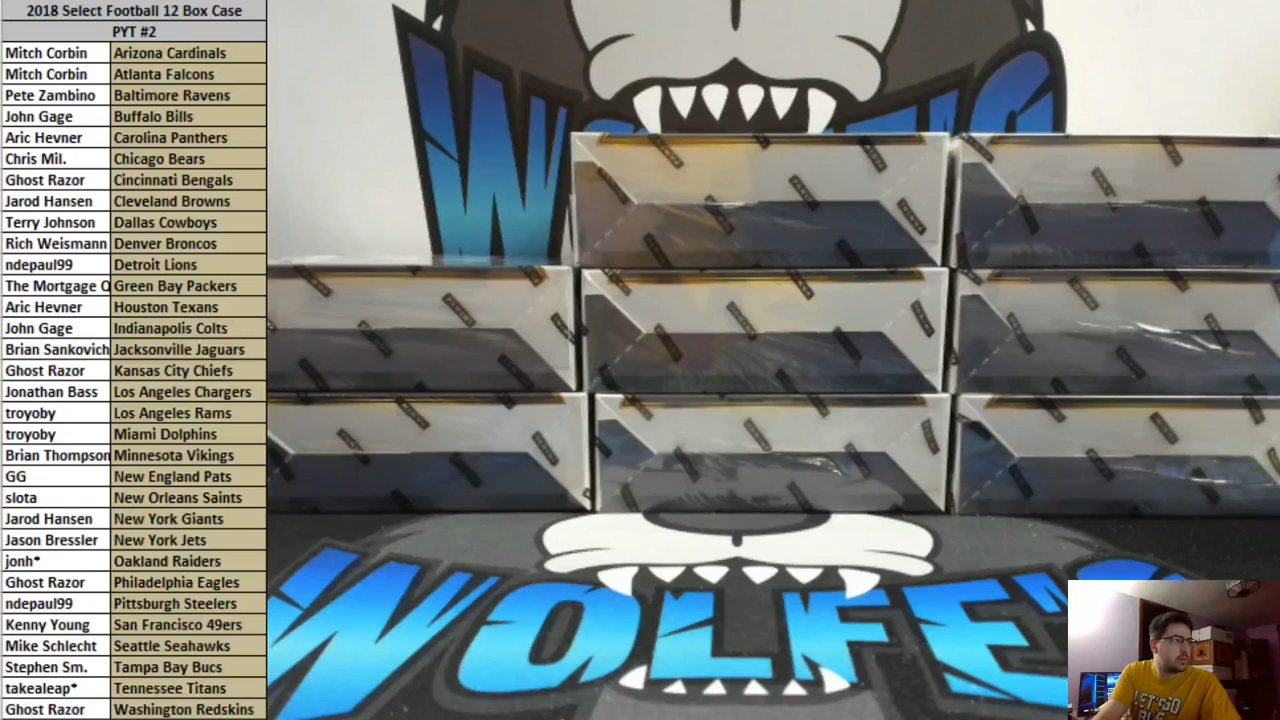 2018 Select Football 12 Box Case
PYT #2
Mitch Corbin Arizona Cardinals
Mitch Corbin Atlanta Falcons
Pete Zambino Baltimore Ravens
John Gage Buffalo Bills
Aric Hevner Carolina Panthers
Chris Mil. Chicago Bears
Ghost Razor Cincinnati Bengals
Jarod Hansen Cleveland Browns
Terry Johnson Dallas Cowboys
Rich Weismann Denver Broncos
ndepaul99 Detroit Lions
The Mortgage Q Green Bay Packers
Aric Hevner Houston Texans
John Gage Indianapolis Colts
Brian Sankovich Jacksonville Jaguars
Ghost Razor Kansas City Chiefs
Jonathan Bass Los Angeles Chargers
troyoby Los Angeles Rams
troyoby Miami Dolphins
Brian Thompson Minnesota Vikings
GG New England Pats
slota New Orleans Saints
Jarod Hansen New York Giants
Jason Bressler New York Jets
jonh* Oakland Raiders
Ghost Razor Philadelphia Eagles
ndepaul99 Pittsburgh Steelers
Kenny Young San Francisco 49ers
Mike Schlecht Seattle Seahawks
Stephen Sm. Tampa Bay Bucs
takealeap* Tennessee Titans
Ghost Razor Washington Redskins
WOLFE'S
LET'S GO